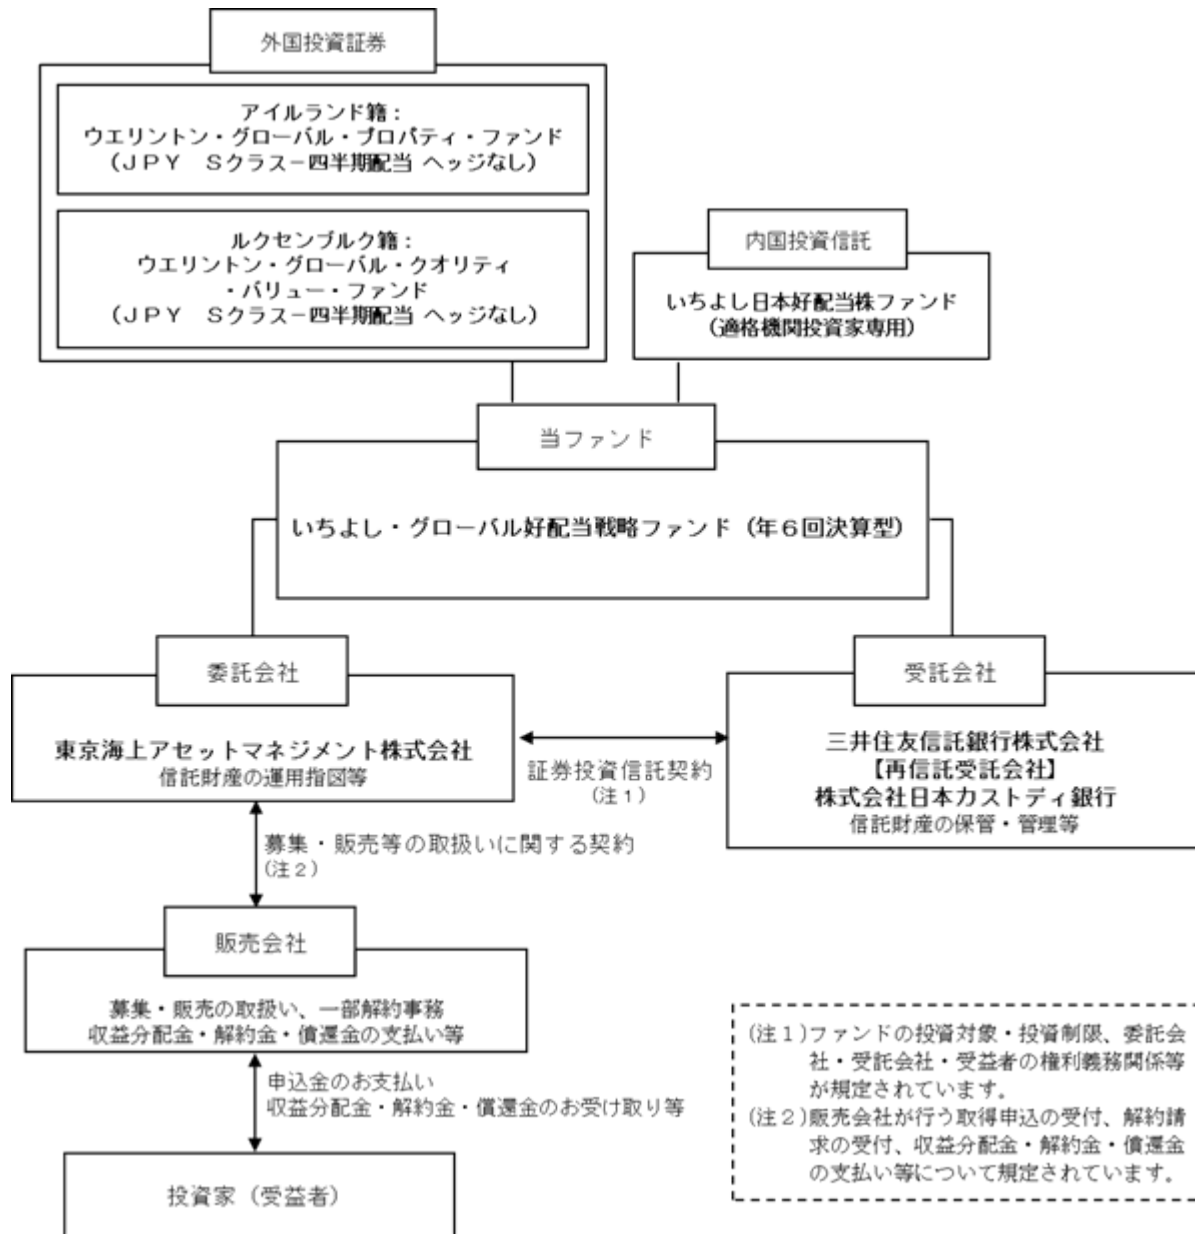 外国投資証券
アイルランド籍：
ウエリントン・グローバル・プロパティ・ファンド
（ＪＰＹ　Ｓクラス－四半期配当 ヘッジなし）
ルクセンブルク籍：
ウエリントン・グローバル・クオリティ
・バリュー・ファンド
（ＪＰＹ　Ｓクラス－四半期配当 ヘッジなし）
内国投資信託
いちよし日本好配当株ファンド
（適格機関投資家専用）
当ファンド
いちよし・グローバル好配当戦略ファンド（年６回決算型）
委託会社
東京海上アセットマネジメント株式会社
信託財産の運用指図等
証券投資信託契約
（注１）
受託会社
三井住友信託銀行株式会社
【再信託受託会社】
株式会社日本カストディ銀行
信託財産の保管・管理等
募集・販売等の取扱いに関する契約
（注２）
販売会社
募集・販売の取扱い、一部解約事務
収益分配金・解約金・償還金の支払い等
申込金のお支払い
収益分配金・解約金・償還金のお受け取り等
投資家（受益者）
（注１）ファンドの投資対象・投資制限、委託会
社・受託会社・受益者の権利義務関係等
が規定されています。
（注２）販売会社が行う取得申込の受付、解約請
求の受付、収益分配金・解約金・償還金
の支払い等について規定されています。